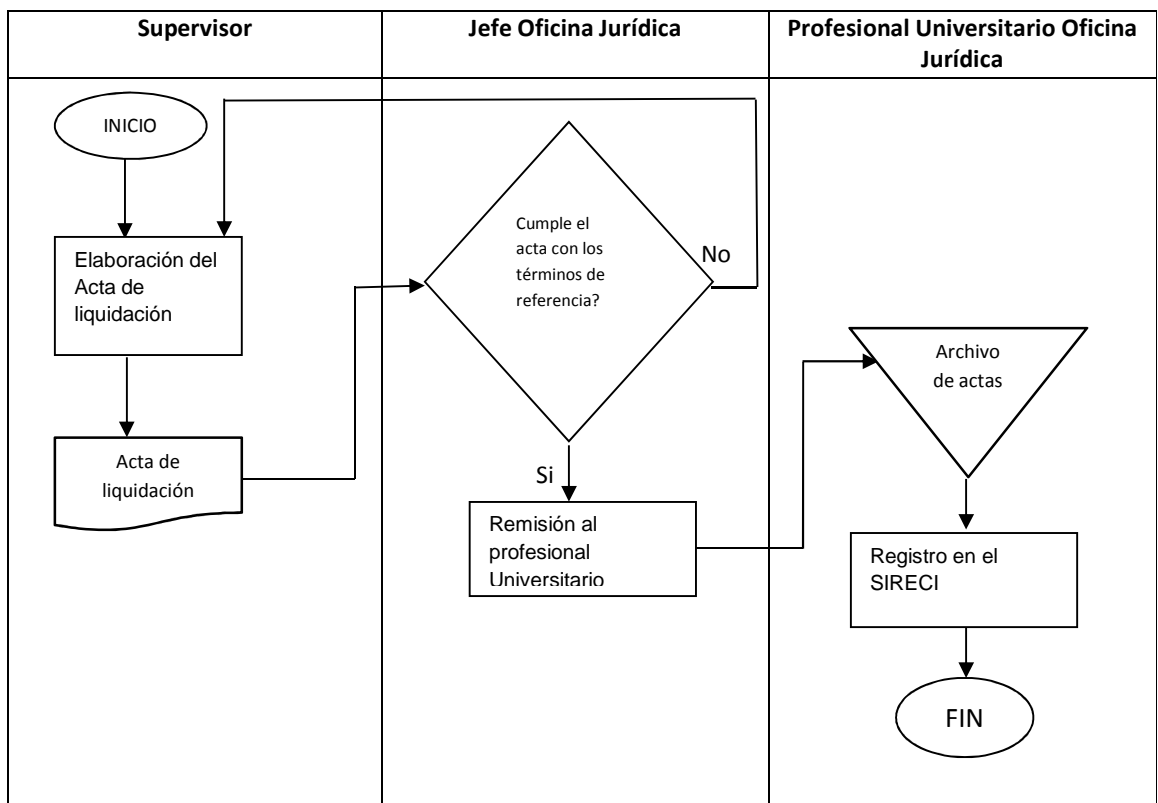 Supervisor
Jefe Oficina Jurídica
Profesional Universitario Oficina
Jurídica
INICIO
Elaboración del
Acta de
liquidación
Acta de
liquidación
Cumple el
acta con los
términos de
referencia?
No
Si
Remisión al
profesional
Universitario
Archivo
de actas
Registro en el
SIRECI
FIN